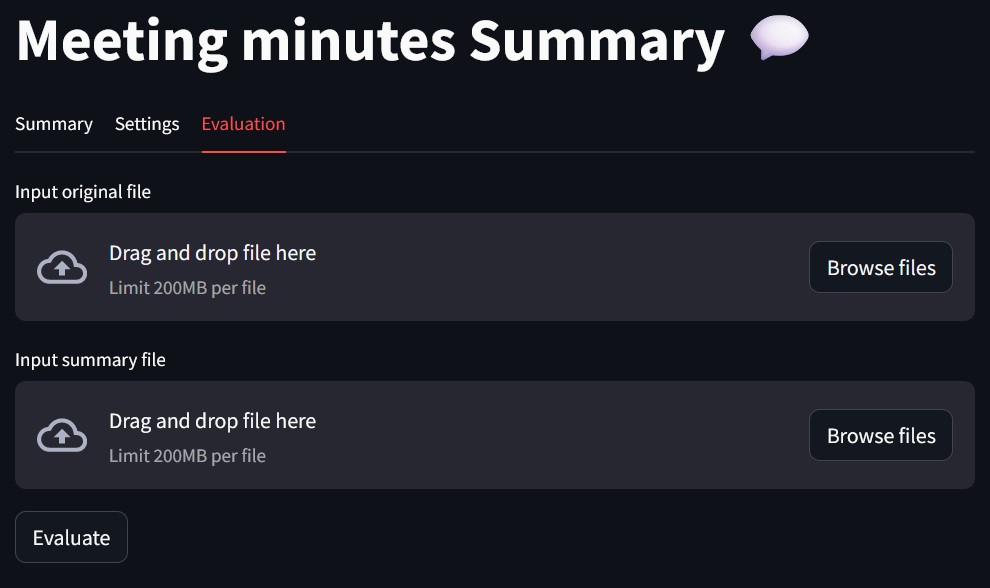 Meeting minutes Summary
Summary Settings Evaluation
Input original file
Drag and drop file here
Limit 200MB per file
Browse files
Input summary file
Drag and drop file here
Limit 200MB per file
Browse files
Evaluate